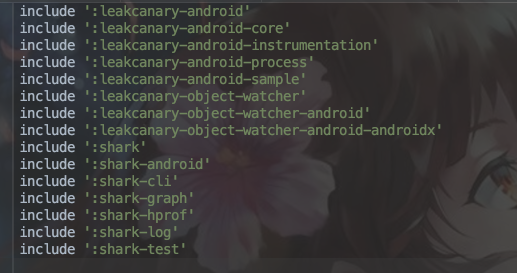 include ':leakcanary-android'
include ':leakcanary-android-core'
include ':leakcanary-android-instrumentation'
include ':leakcanary-android-process'
include ':leakcanary-android-sample'
include ':leakcanary-object-watcher'
include ':leakcanary-object-watcher-android'
include ':leakcanary-object-watcher-android-androidx'
include ':shark'
include ':shark-android'
include ':shark-cli'
include ':shark-graph'
include ':shark-hprof'
include ':shark-log'
include ':shark-test'